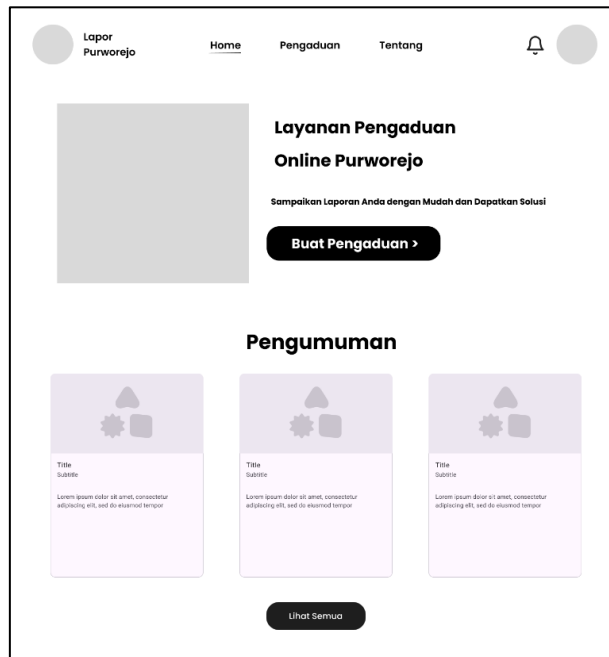 Lapor
Purworejo
Home
Pengaduan
Tentang
Layanan Pengaduan
Online Purworejo
Sampaikan Laporan Anda dengan Mudah dan Dapatkan Solusi
Buat Pengaduan >
Pengumuman
Title
Subtitle
Lorem ipsum dolor sit amet, consectetur
adipiscing elit, sed do eiusmod tempor
Title
Subtitle
Lorem ipsum dolor sit amet, consectetur
adipiscing elit, sed do eiusmod tempor
Title
Subtitle
Lorem ipsum dolor sit amet, consectetur
adipiscing elit, sed do eiusmod tempor
Lihat Semua